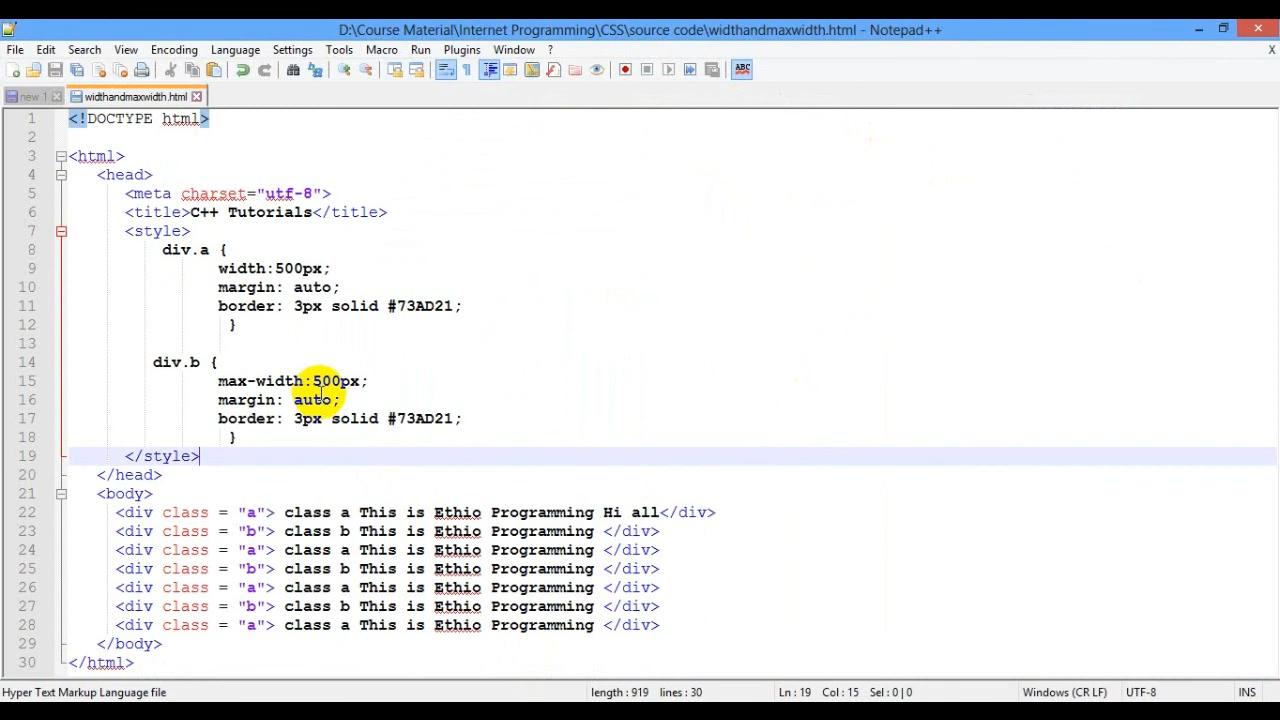 D:\Course Material\Internet Programming\CSS\source code\widthandmaxwidth.html - Notepad++
File Edit Search View Encoding Language Settings Tools Macro Run Plugins Window ? X
ABC
new 1 widthandmaxwidth.html
1 <!DOCTYPE html>
2
3 <html>
4 <head>
5 <meta charset="utf-8">
6 <title>C++ Tutorials</title>
7 <style>
8 div.a {
9 width:500px;
10 margin: auto;
11 border: 3px solid #73AD21;
12 }
13
14 div.b {
15 max-width:500px;
16 margin: auto;
17 border: 3px solid #73AD21;
18 }
19 </style>
20 </head>
21 <body>
22 <div class = "a"> class a This is Ethio Programming Hi all</div>
23 <div class = "b"> class b This is Ethio Programming </div>
24 <div class = "a"> class a This is Ethio Programming </div>
25 <div class = "b"> class b This is Ethio Programming </div>
26 <div class = "a"> class a This is Ethio Programming </div>
27 <div class = "b"> class b This is Ethio Programming </div>
28 <div class = "a"> class a This is Ethio Programming </div>
29 </body>
30 </html>
Hyper Text Markup Language file length : 919 lines : 30 Ln : 19 Col : 15 Sel : 0 | 0 Windows (CR LF) UTF-8 INS